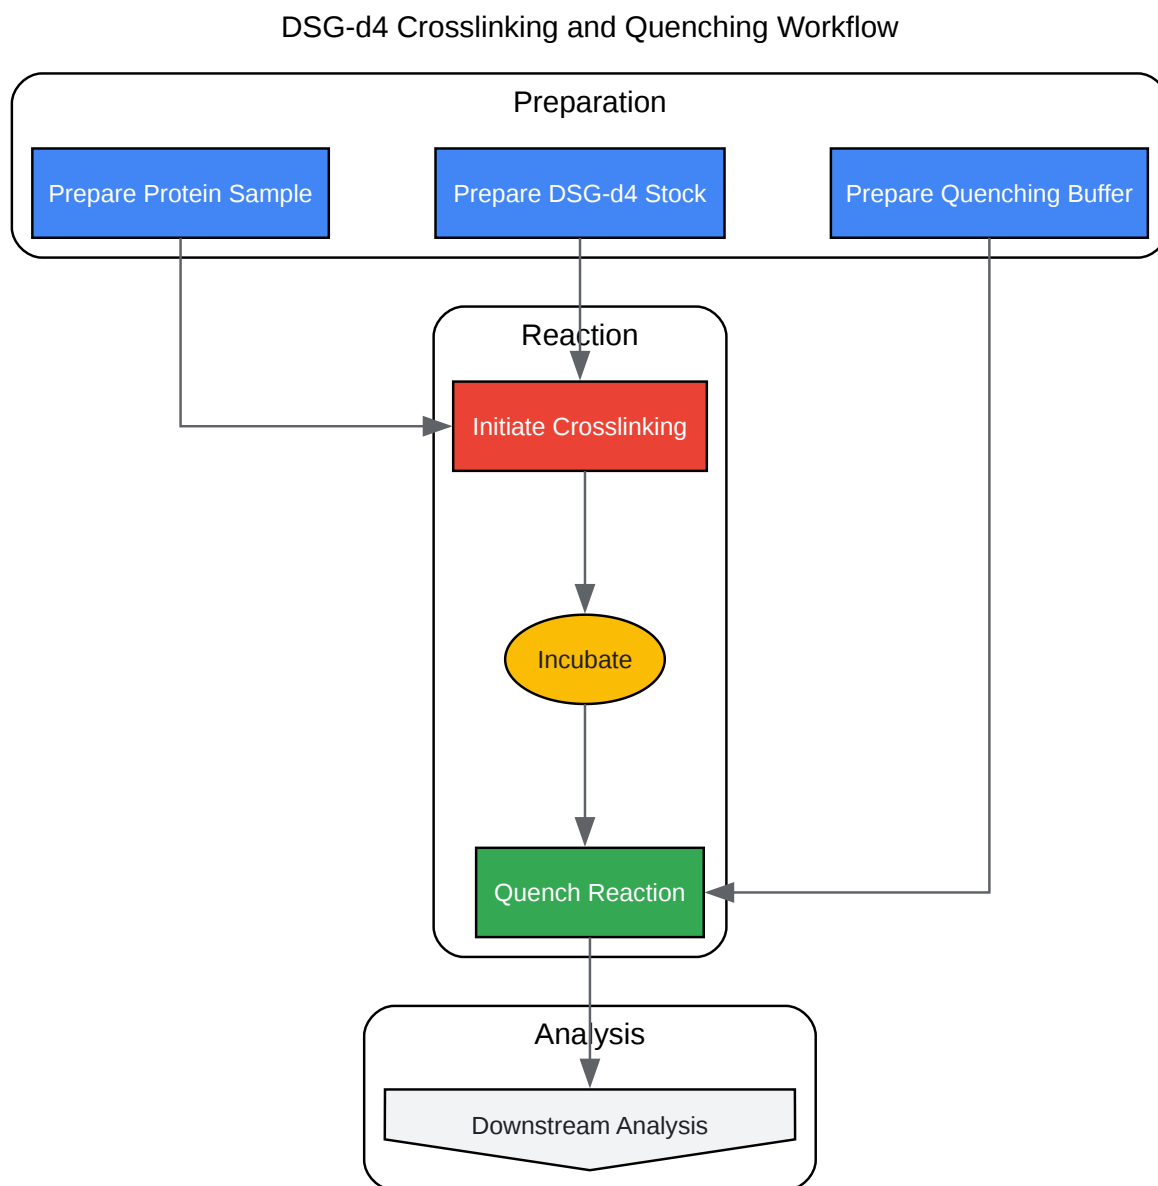 DSG-d4 Crosslinking and Quenching Workflow
Preparation
Prepare Protein Sample
Prepare DSG-d4 Stock
Prepare Quenching Buffer
Reaction
Initiate Crosslinking
Incubate
Quench Reaction
Analysis
Downstream Analysis